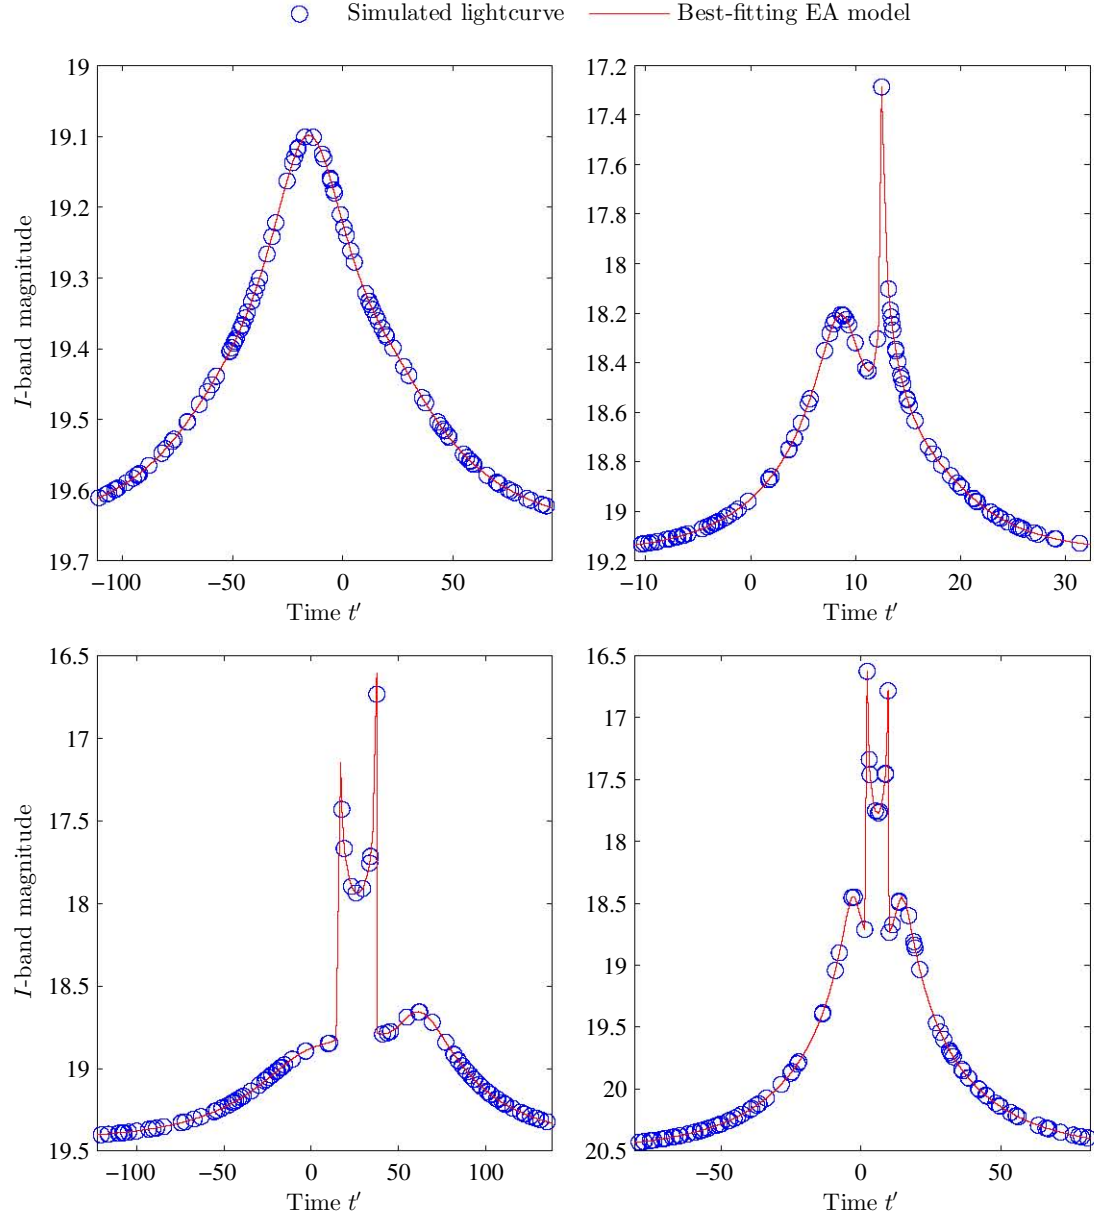 Simulated lightcurve Best-fitting EA model
19
19.1
19.2
19.3
19.4
19.5
19.6
19.7
I-band magnitude
−100 −50 0 50
Time t′
17.2
17.4
17.6
17.8
18
18.2
18.4
18.6
18.8
19
19.2
I-band magnitude
−10 0 10 20 30
Time t′
16.5
17
17.5
18
18.5
19
19.5
I-band magnitude
−100 −50 0 50 100
Time t′
16.5
17
17.5
18
18.5
19
19.5
20
20.5
I-band magnitude
−50 0 50
Time t′